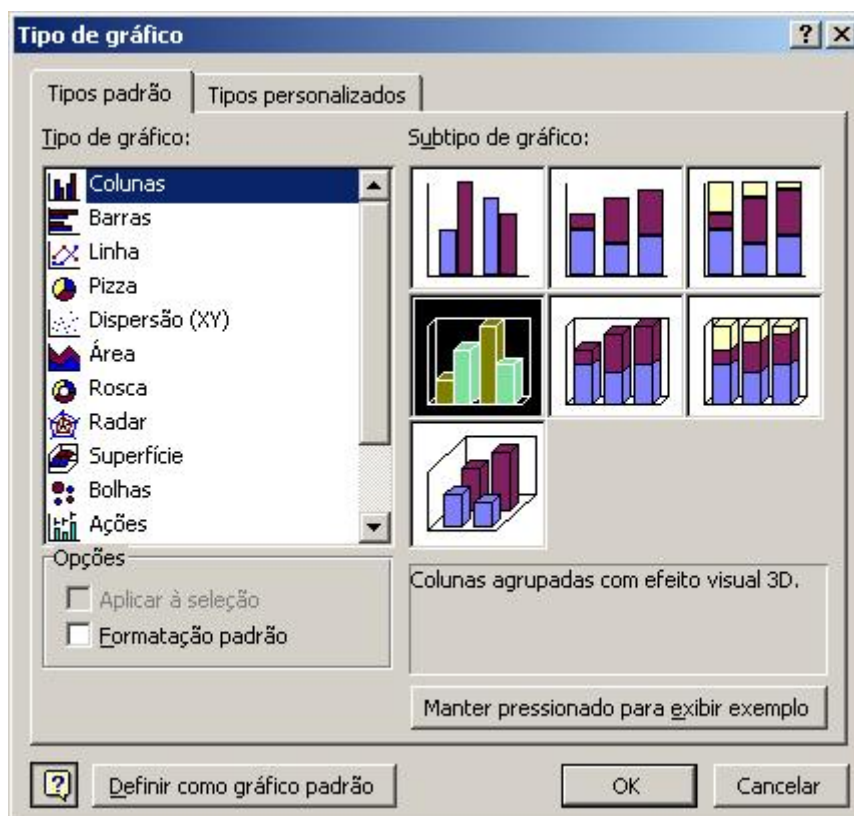 Tipo de gráfico
Tipos padrão
Tipos personalizados
Tipo de gráfico:
Colunas
Barras
Linha
Pizza
Dispersão (XY)
Área
Rosca
Radar
Superfície
Bolhas
Ações
Opções
Aplicar à seleção
Formatação padrão
Subtipo de gráfico:
Colunas agrupadas com efeito visual 3D.
Manter pressionado para exibir exemplo
Definir como gráfico padrão
OK
Cancelar